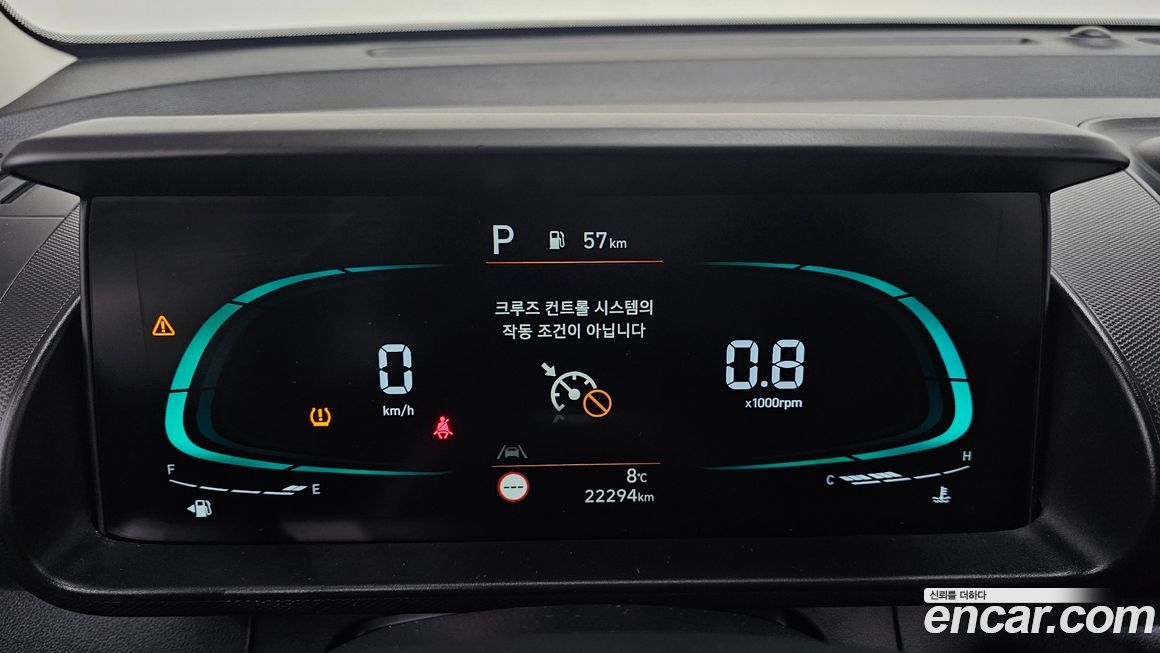 P 57km
크루즈 컨트롤 시스템의
작동 조건이 아닙니다
0
km/h
0.8
x1000rpm
F
E
---
8℃
22294km
C
H
신뢰를 더하다
encar.com